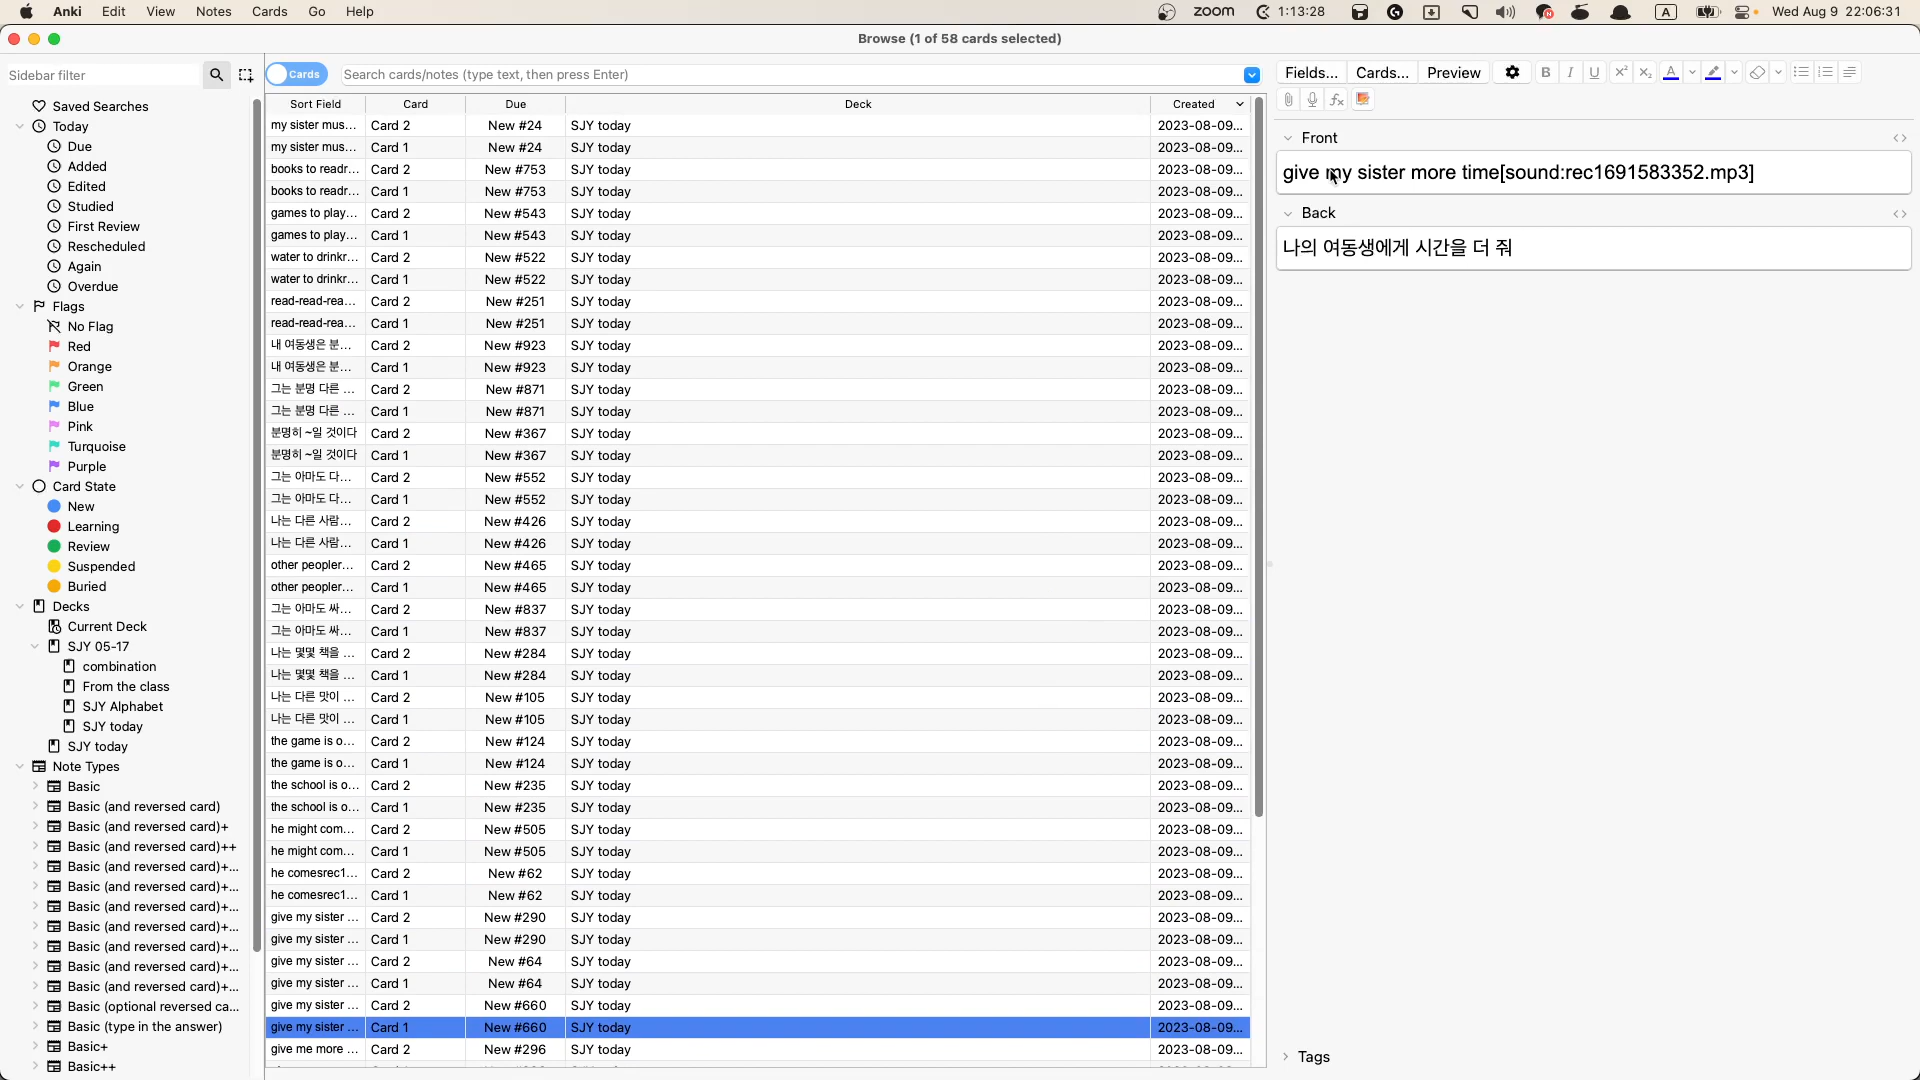 Anki Edit View Notes Cards Go Help zoom 1:13:28 A Wed Aug 9 22:06:31
Browse (1 of 58 cards selected)
Sidebar filter
Cards
Search cards/notes (type text, then press Enter)
Fields... Cards... Preview B I U X² X₂ A
Saved Searches
Today
Due
Added
Edited
Studied
First Review
Rescheduled
Again
Overdue
Flags
No Flag
Red
Orange
Green
Blue
Pink
Turquoise
Purple
Card State
New
Learning
Review
Suspended
Buried
Decks
Current Deck
SJY 05-17
combination
From the class
SJY Alphabet
SJY today
SJY today
Note Types
Basic
Basic (and reversed card)
Basic (and reversed card)+
Basic (and reversed card)++
Basic (and reversed card)+...
Basic (and reversed card)+...
Basic (and reversed card)+...
Basic (and reversed card)+...
Basic (and reversed card)+...
Basic (and reversed card)+...
Basic (and reversed card)+...
Basic (optional reversed ca...
Basic (type in the answer)
Basic+
Basic++
Sort Field Card Due Deck Created
my sister mus... Card 2 New #24 SJY today 2023-08-09...
my sister mus... Card 1 New #24 SJY today 2023-08-09...
books to readr... Card 2 New #753 SJY today 2023-08-09...
books to readr... Card 1 New #753 SJY today 2023-08-09...
games to play... Card 2 New #543 SJY today 2023-08-09...
games to play... Card 1 New #543 SJY today 2023-08-09...
water to drinkr... Card 2 New #522 SJY today 2023-08-09...
water to drinkr... Card 1 New #522 SJY today 2023-08-09...
read-read-rea... Card 2 New #251 SJY today 2023-08-09...
read-read-rea... Card 1 New #251 SJY today 2023-08-09...
내 여동생은 분... Card 2 New #923 SJY today 2023-08-09...
내 여동생은 분... Card 1 New #923 SJY today 2023-08-09...
그는 분명 다른 ... Card 2 New #871 SJY today 2023-08-09...
그는 분명 다른 ... Card 1 New #871 SJY today 2023-08-09...
분명히 ~일 것이다 Card 2 New #367 SJY today 2023-08-09...
분명히 ~일 것이다 Card 1 New #367 SJY today 2023-08-09...
그는 아마도 다... Card 2 New #552 SJY today 2023-08-09...
그는 아마도 다... Card 1 New #552 SJY today 2023-08-09...
나는 다른 사람... Card 2 New #426 SJY today 2023-08-09...
나는 다른 사람... Card 1 New #426 SJY today 2023-08-09...
other peopler... Card 2 New #465 SJY today 2023-08-09...
other peopler... Card 1 New #465 SJY today 2023-08-09...
그는 아마도 싸... Card 2 New #837 SJY today 2023-08-09...
그는 아마도 싸... Card 1 New #837 SJY today 2023-08-09...
나는 몇몇 책을 ... Card 2 New #284 SJY today 2023-08-09...
나는 몇몇 책을 ... Card 1 New #284 SJY today 2023-08-09...
나는 다른 맛이 ... Card 2 New #105 SJY today 2023-08-09...
나는 다른 맛이 ... Card 1 New #105 SJY today 2023-08-09...
the game is o... Card 2 New #124 SJY today 2023-08-09...
the game is o... Card 1 New #124 SJY today 2023-08-09...
the school is o... Card 2 New #235 SJY today 2023-08-09...
the school is o... Card 1 New #235 SJY today 2023-08-09...
he might com... Card 2 New #505 SJY today 2023-08-09...
he might com... Card 1 New #505 SJY today 2023-08-09...
he comesrec1... Card 2 New #62 SJY today 2023-08-09...
he comesrec1... Card 1 New #62 SJY today 2023-08-09...
give my sister ... Card 2 New #290 SJY today 2023-08-09...
give my sister ... Card 1 New #290 SJY today 2023-08-09...
give my sister ... Card 2 New #64 SJY today 2023-08-09...
give my sister ... Card 1 New #64 SJY today 2023-08-09...
give my sister ... Card 2 New #660 SJY today 2023-08-09...
give my sister ... Card 1 New #660 SJY today 2023-08-09...
give me more ... Card 2 New #296 SJY today 2023-08-09...
Front
give my sister more time[sound:rec1691583352.mp3]
Back
나의 여동생에게 시간을 더 줘
Tags